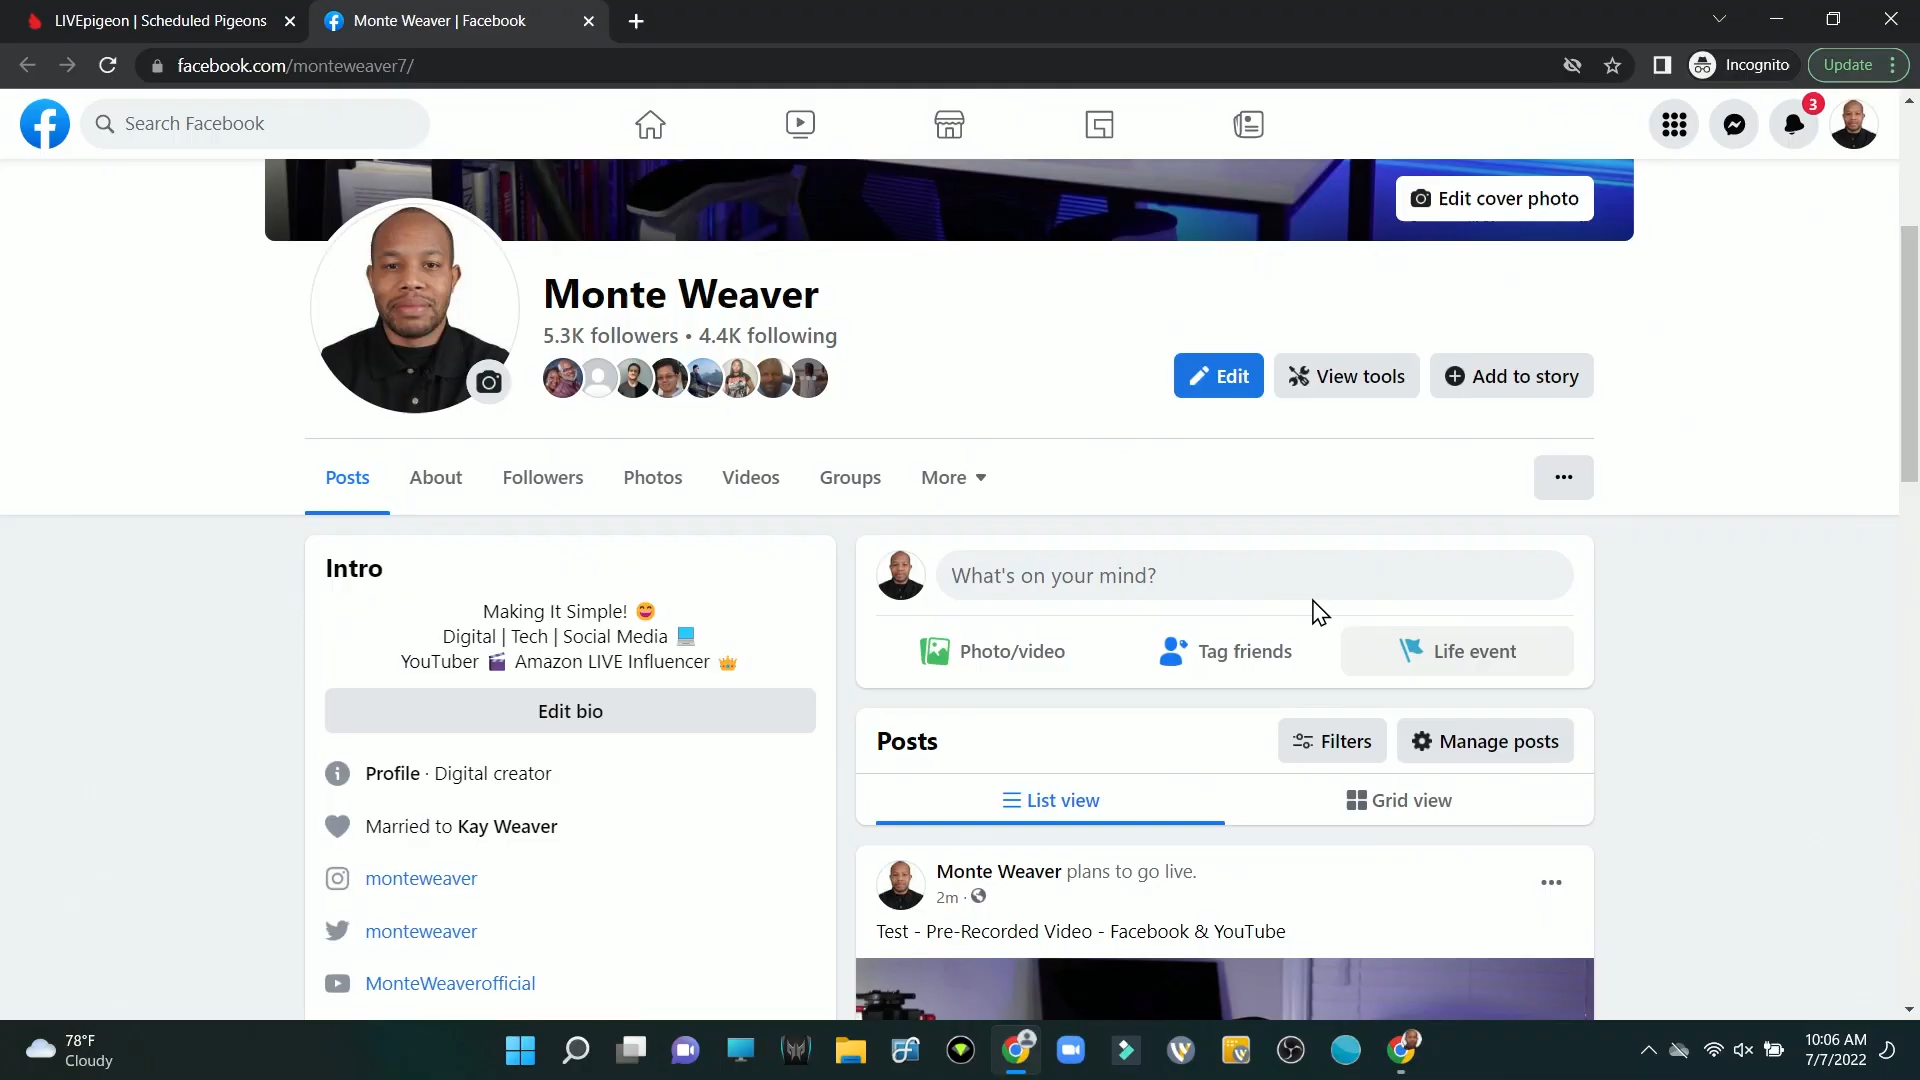 LIVEpigeon | Scheduled Pigeons
Monte Weaver | Facebook
facebook.com/monteweaver7/
Incognito
Update
Search Facebook
3
Edit cover photo
Monte Weaver
5.3K followers • 4.4K following
Edit
View tools
Add to story
Posts About Followers Photos Videos Groups More
Intro
Making It Simple! 😄
Digital | Tech | Social Media 💻
YouTuber 🎬 Amazon LIVE Influencer 👑
Edit bio
Profile · Digital creator
Married to Kay Weaver
monteweaver
monteweaver
MonteWeaverofficial
What's on your mind?
Photo/video
Tag friends
Life event
Posts
Filters
Manage posts
List view
Grid view
Monte Weaver plans to go live.
2m ·
Test - Pre-Recorded Video - Facebook & YouTube
78°F
Cloudy
10:06 AM
7/7/2022